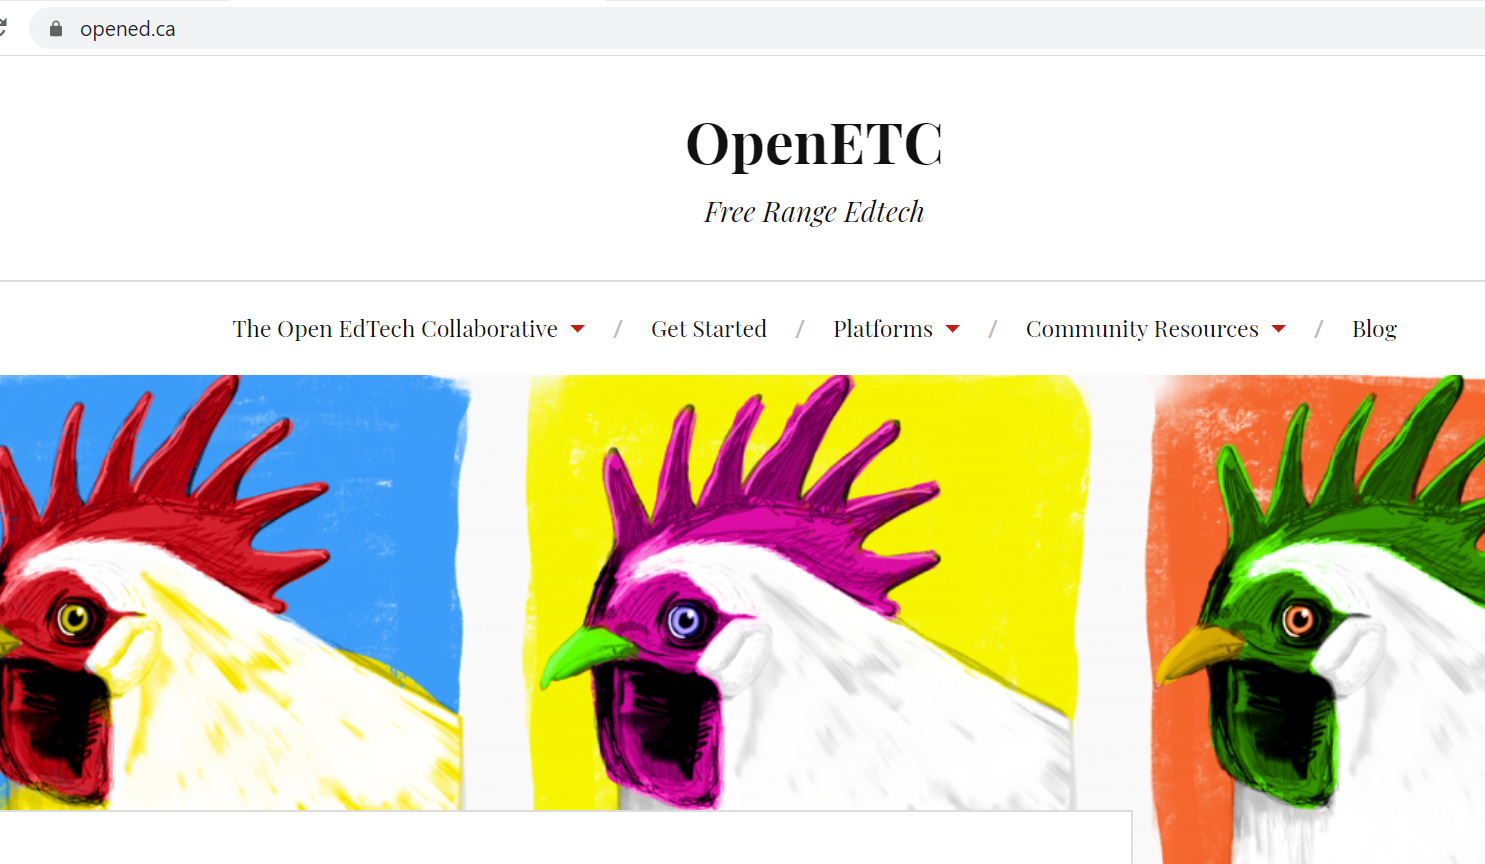 opened.ca
OpenETC
Free Range Edtech
The Open EdTech Collaborative / Get Started / Platforms / Community Resources / Blog